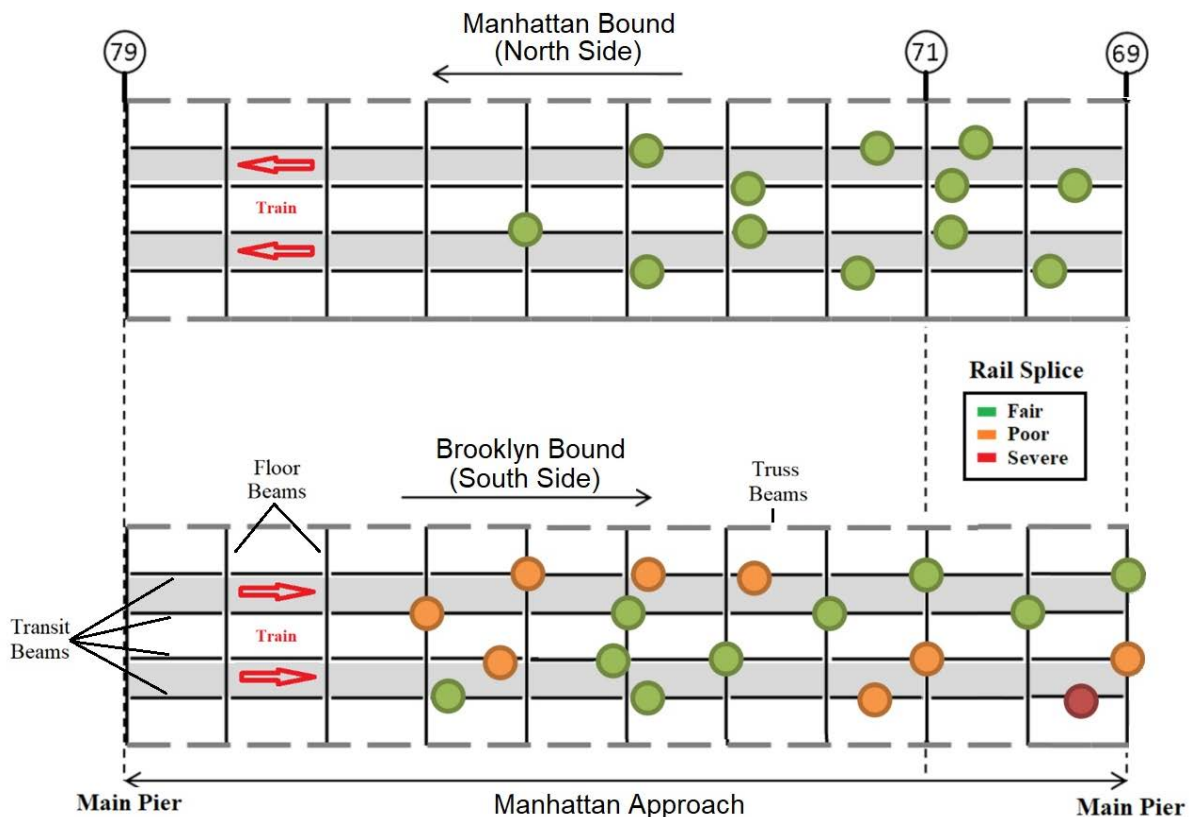 Manhattan Bound
(North Side)
79
71
69
Train
Rail Splice
Fair
Poor
Severe
Brooklyn Bound
(South Side)
Floor
Beams
Truss
Beams
Transit
Beams
Train
Main Pier
Manhattan Approach
Main Pier